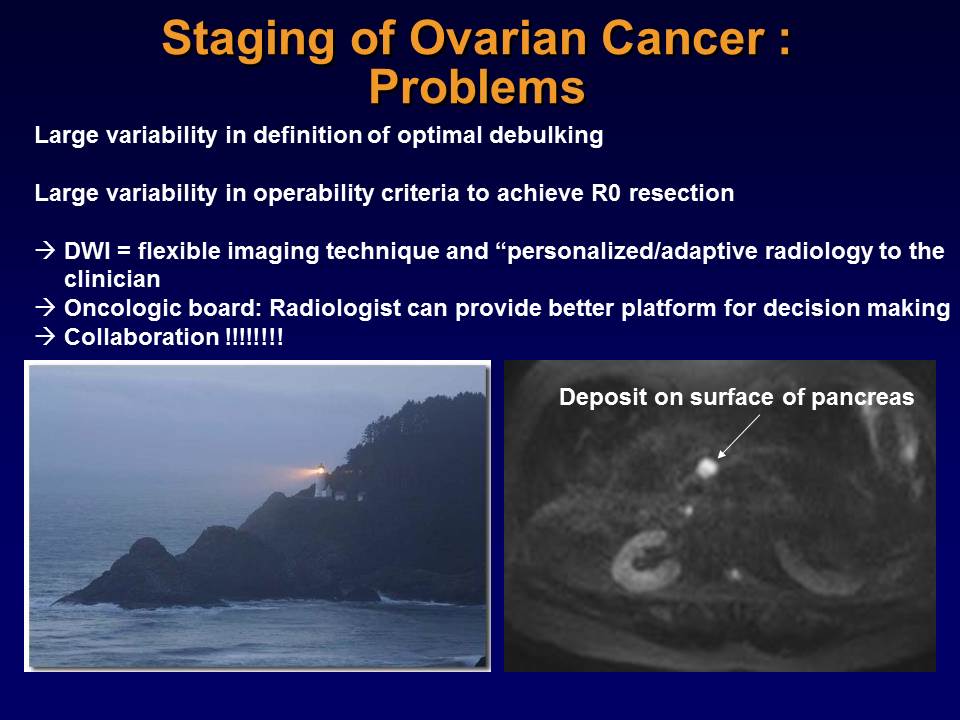 Staging of Ovarian Cancer :
Problems
Large variability in definition of optimal debulking
Large variability in operability criteria to achieve R0 resection
→ DWI = flexible imaging technique and “personalized/adaptive radiology to the
clinician
→ Oncologic board: Radiologist can provide better platform for decision making
→ Collaboration !!!!!!!!
Deposit on surface of pancreas